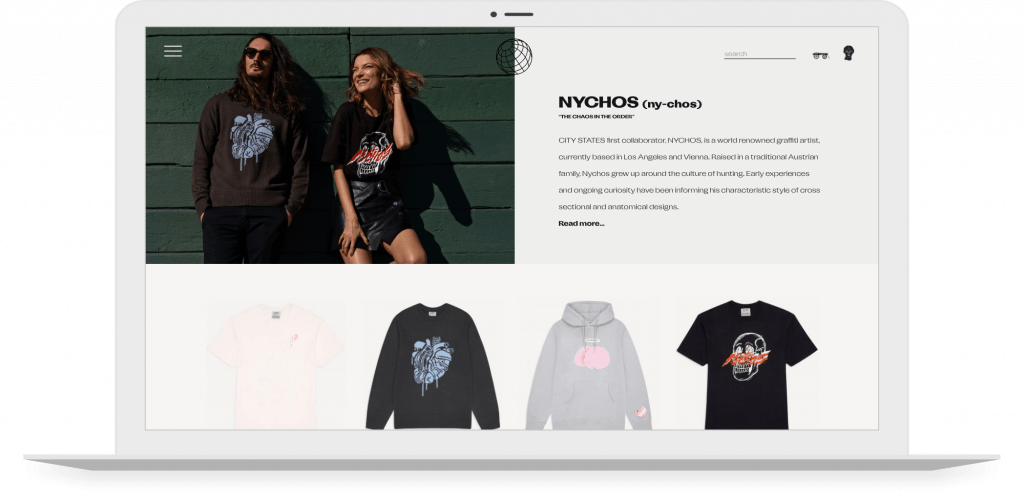 search
NYCHOS (ny-chos)
"THE CHAOS IN THE ORDER"
CITY STATES first collaborator, NYCHOS, is a world renowned graffiti artist,
currently based in Los Angeles and Vienna. Raised in a traditional Austrian
family, Nychos grew up around the culture of hunting. Early experiences
and ongoing curiosity have been informing his characteristic style of cross
sectional and anatomical designs.
Read more...